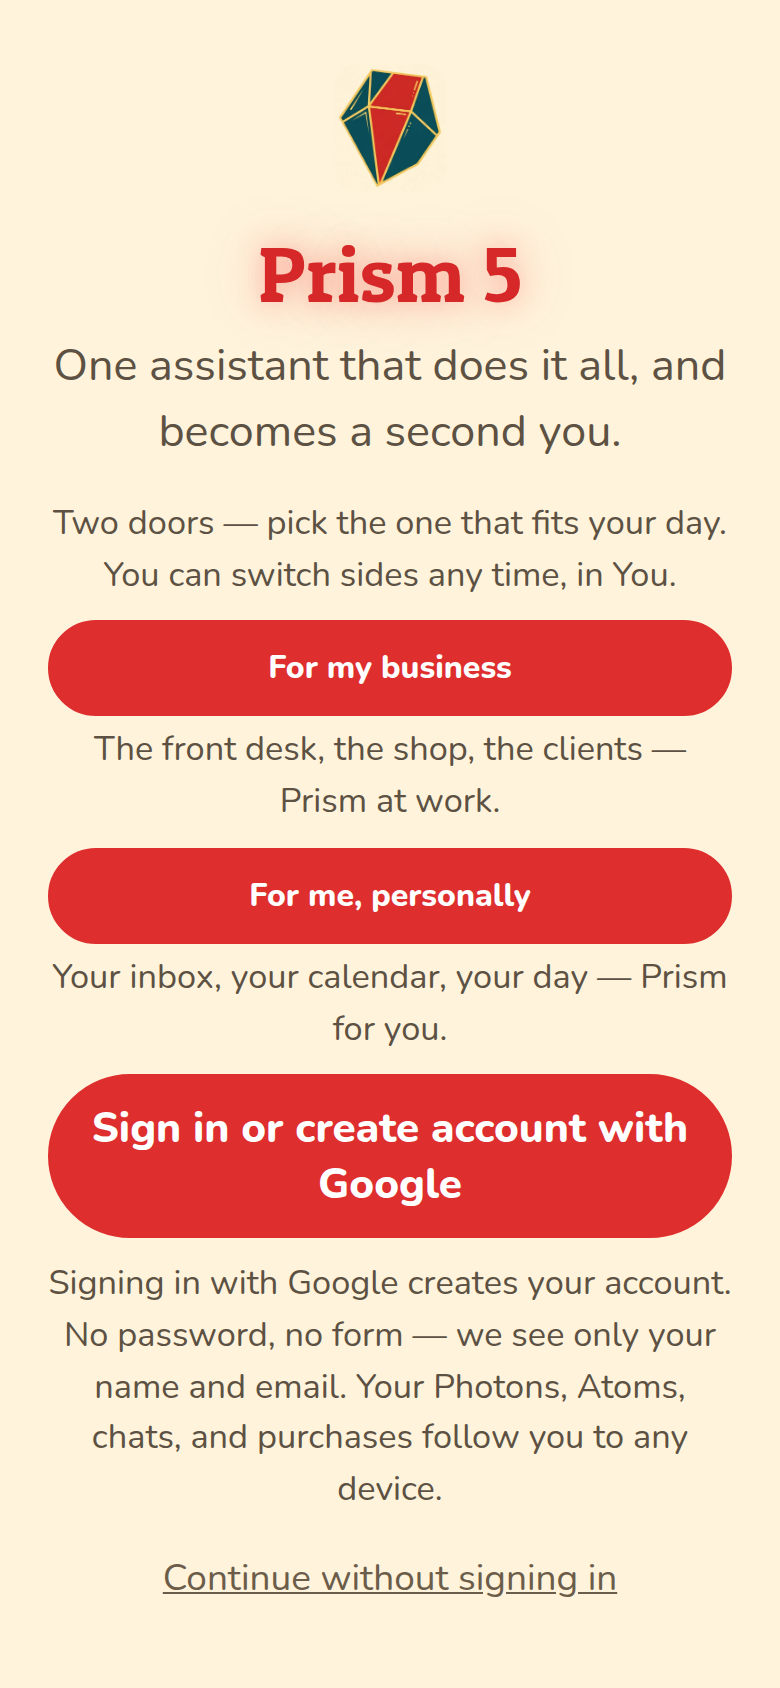 Prism 5
One assistant that does it all, and
becomes a second you.
Two doors — pick the one that fits your day.
You can switch sides any time, in You.
For my business
The front desk, the shop, the clients —
Prism at work.
For me, personally
Your inbox, your calendar, your day — Prism
for you.
Sign in or create account with
Google
Signing in with Google creates your account.
No password, no form — we see only your
name and email. Your Photons, Atoms,
chats, and purchases follow you to any
device.
Continue without signing in